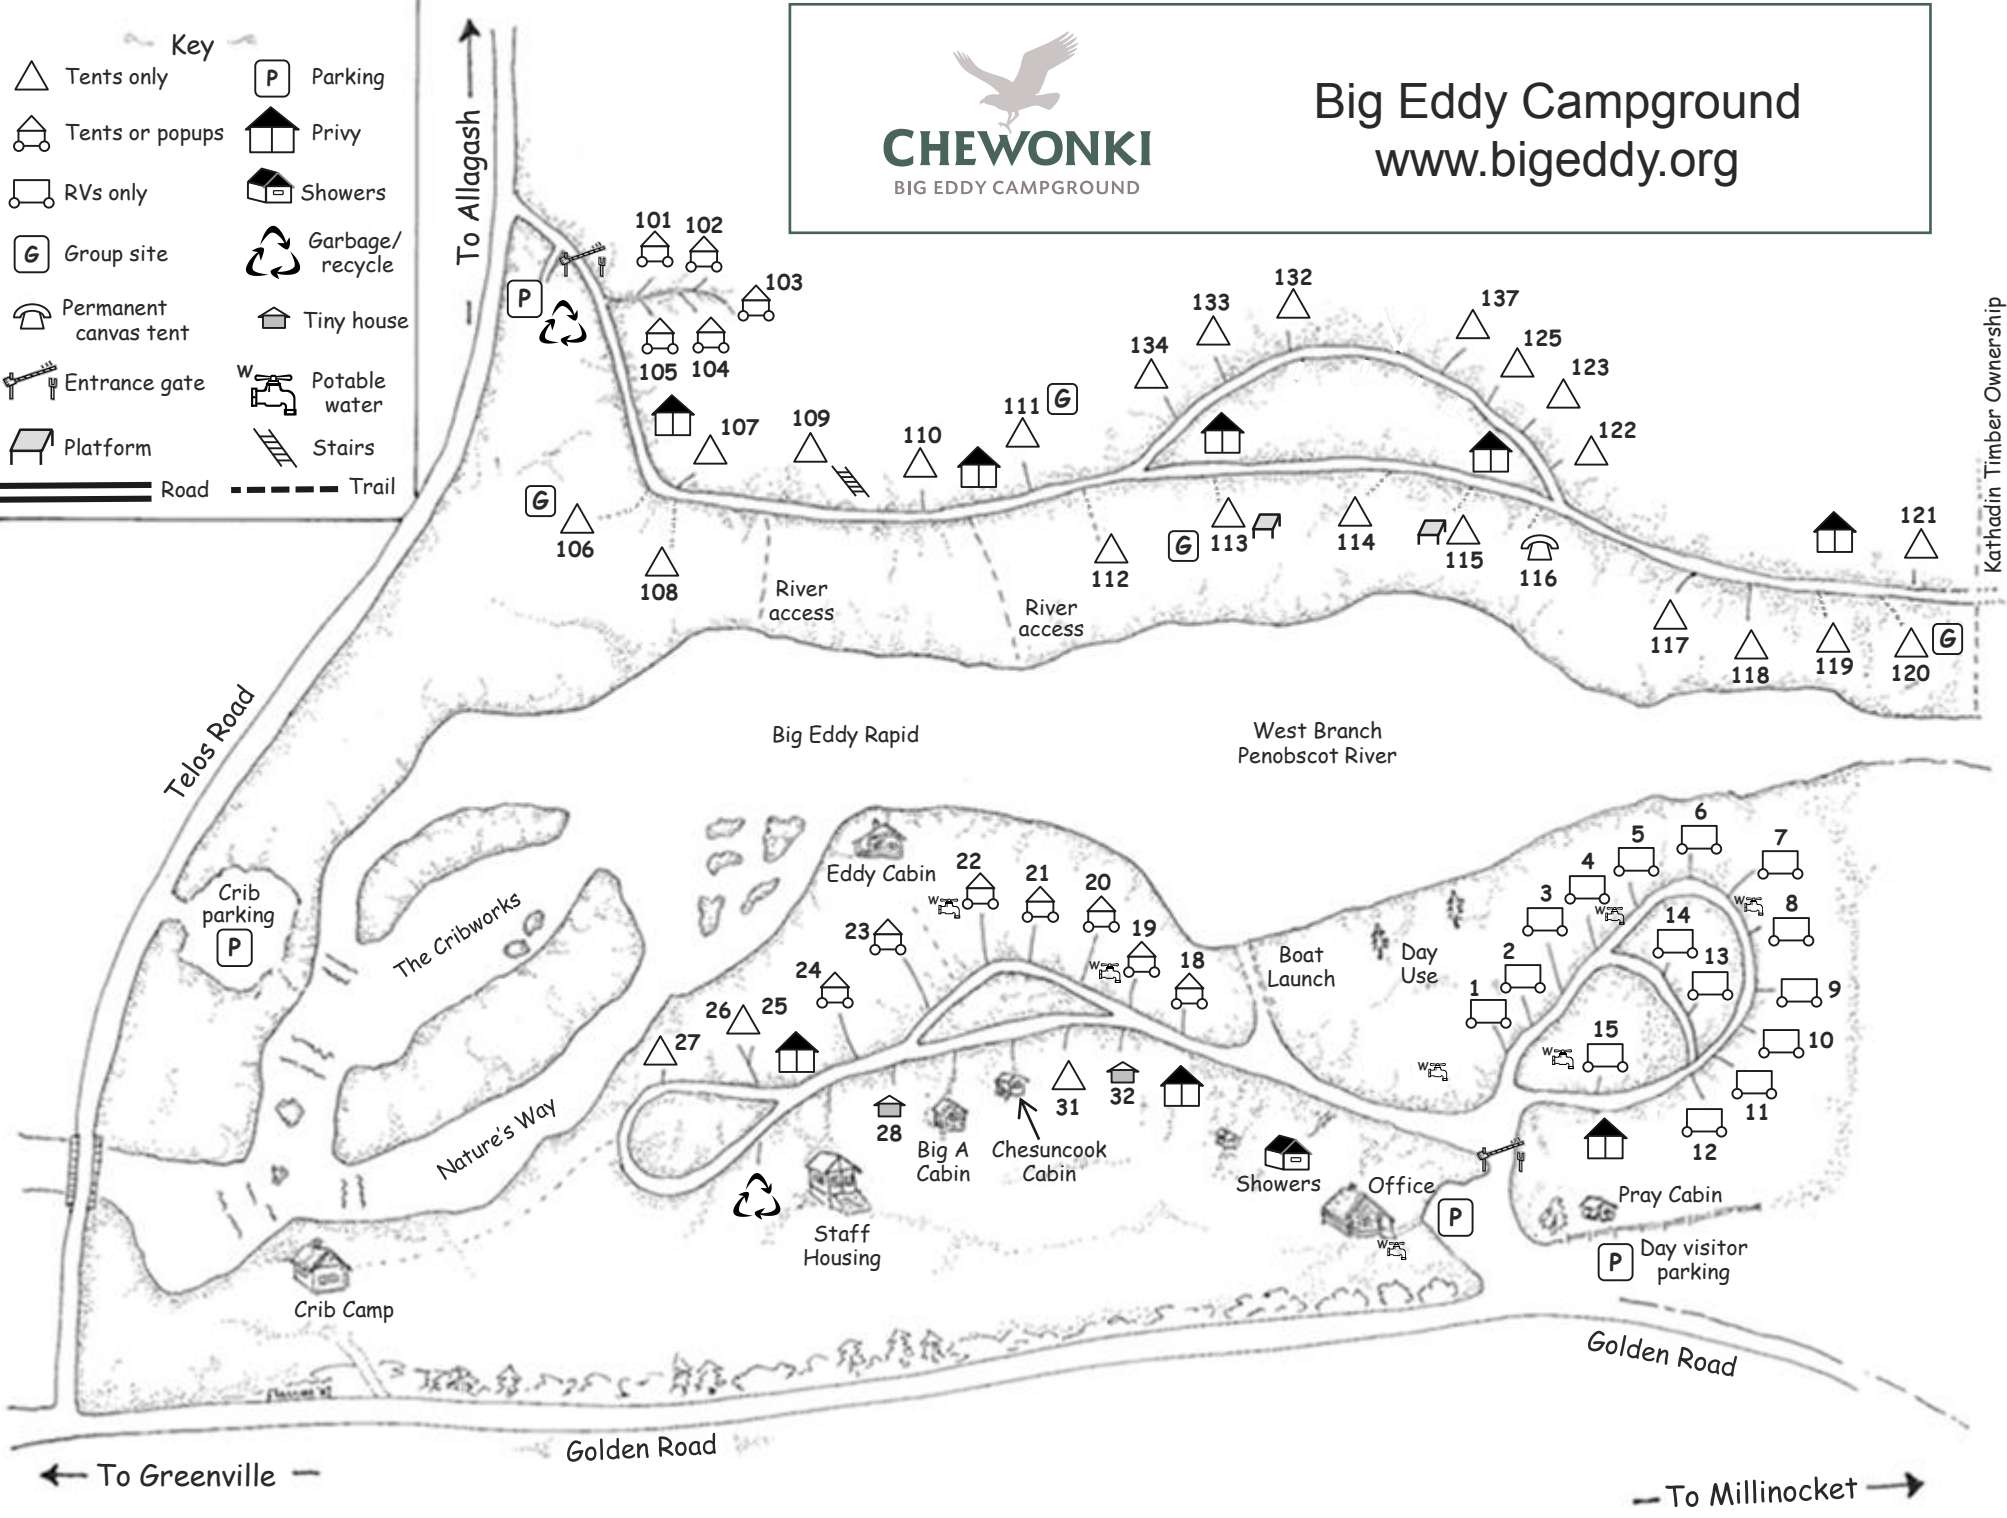 Key
Tents only
P
Parking
Tents or popups
Privy
RVs only
Showers
G
Group site
Garbage/
recycle
Permanent
canvas tent
Tiny house
Entrance gate
W
Potable
water
Platform
Stairs
Road
Trail
To Allagash
CHEWONKI
BIG EDDY CAMPGROUND
Big Eddy Campground
www.bigeddy.org
Kathadin Timber Ownership
101
102
103
P
105
104
107
109
110
111
G
134
133
132
137
125
123
122
121
G
106
108
River
access
River
access
112
G
113
114
115
116
117
118
119
120
G
Telos Road
Big Eddy Rapid
West Branch
Penobscot River
Crib
parking
P
The Cribworks
Nature's Way
Eddy Cabin
W
22
21
20
23
19
W
24
18
26
25
27
28
Big A
Cabin
Chesuncook
Cabin
31
32
Staff
Housing
Crib Camp
Boat
Launch
Day
Use
W
1
2
3
4
5
6
7
W
W
8
14
13
9
15
W
10
11
12
Showers
Office
W
P
Pray Cabin
P
Day visitor
parking
Golden Road
Golden Road
To Greenville
To Millinocket